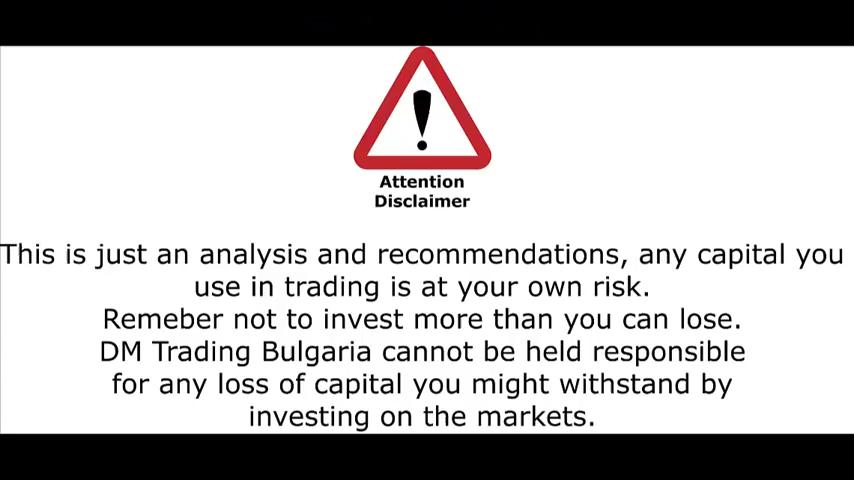 Attention
Disclaimer
This is just an analysis and recommendations, any capital you
use in trading is at your own risk.
Remeber not to invest more than you can lose.
DM Trading Bulgaria cannot be held responsible
for any loss of capital you might withstand by
investing on the markets.